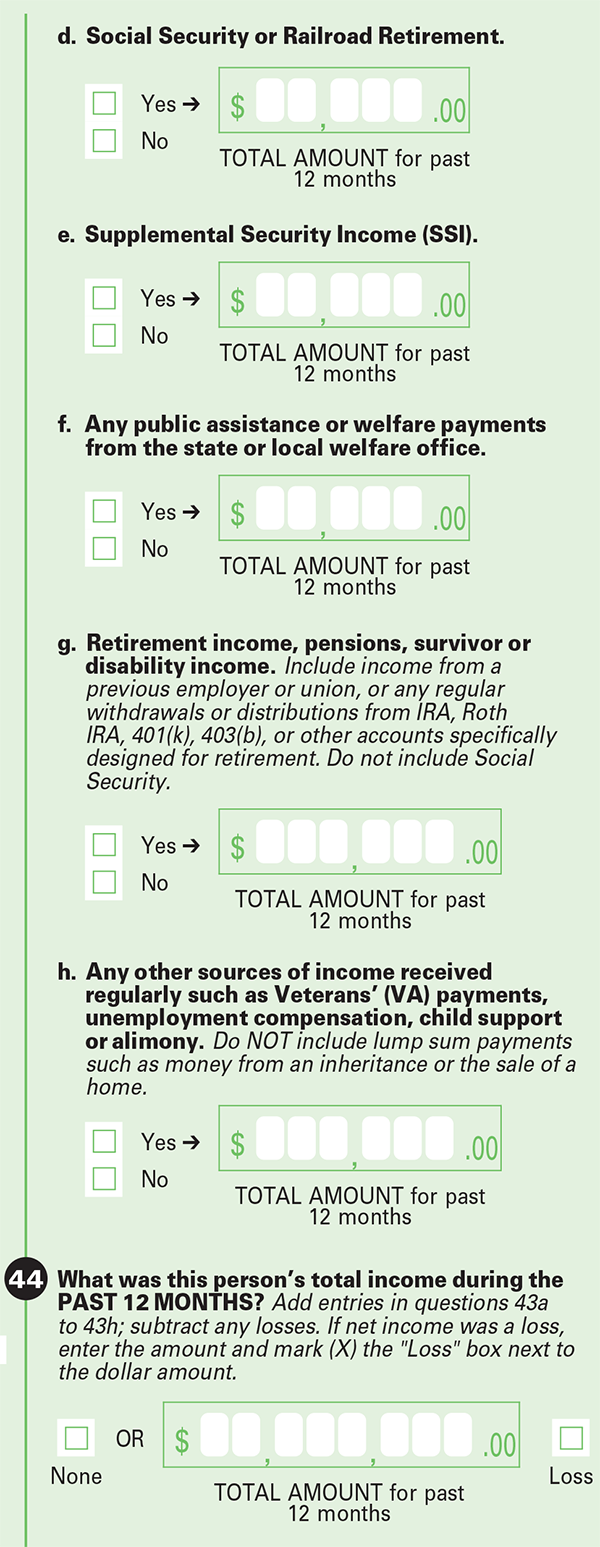 d. Social Security or Railroad Retirement.
Yes → $ , .00
No
TOTAL AMOUNT for past
12 months
e. Supplemental Security Income (SSI).
Yes → $ , .00
No
TOTAL AMOUNT for past
12 months
f. Any public assistance or welfare payments
from the state or local welfare office.
Yes → $ , .00
No
TOTAL AMOUNT for past
12 months
g. Retirement income, pensions, survivor or
disability income. Include income from a
previous employer or union, or any regular
withdrawals or distributions from IRA, Roth
IRA, 401(k), 403(b), or other accounts specifically
designed for retirement. Do not include Social
Security.
Yes → $ , .00
No
TOTAL AMOUNT for past
12 months
h. Any other sources of income received
regularly such as Veterans’ (VA) payments,
unemployment compensation, child support
or alimony. Do NOT include lump sum payments
such as money from an inheritance or the sale of a
home.
Yes → $ , .00
No
TOTAL AMOUNT for past
12 months
44 What was this person’s total income during the
PAST 12 MONTHS? Add entries in questions 43a
to 43h; subtract any losses. If net income was a loss,
enter the amount and mark (X) the "Loss" box next to
the dollar amount.
OR $ , , .00
None Loss
TOTAL AMOUNT for past
12 months